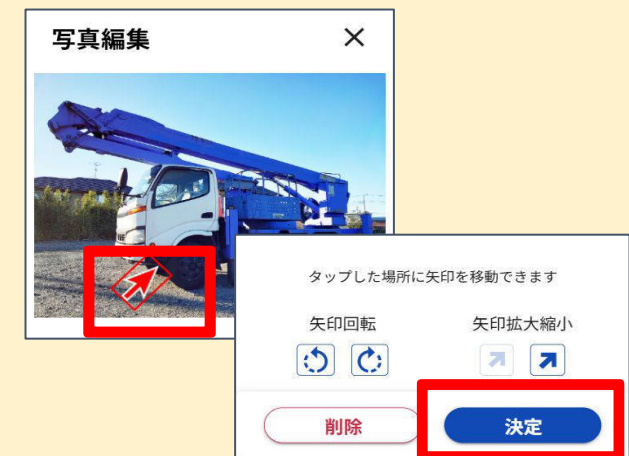 写真編集
タップした場所に矢印を移動できます
矢印回転
矢印拡大縮小
削除
決定